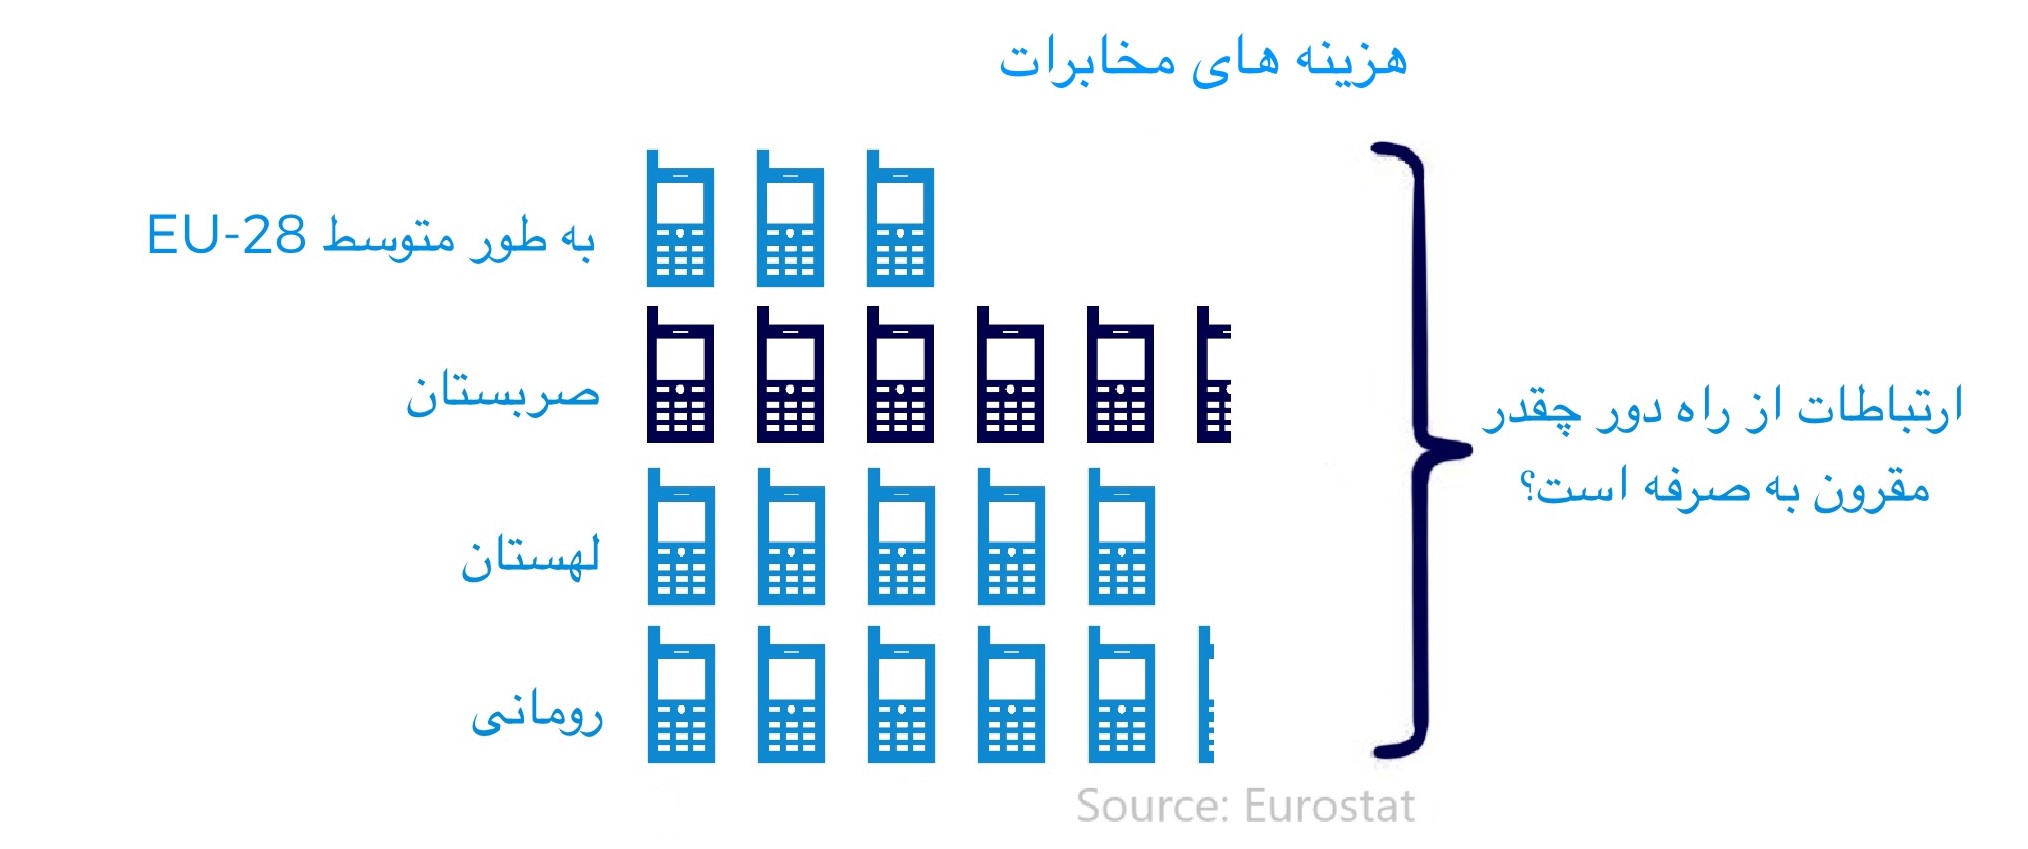 هزینه های مخابرات
به طور متوسط EU-28
صربستان
لهستان
رومانی
ارتباطات از راه دور چقدر
مقرون به صرفه است؟
Source: Eurostat